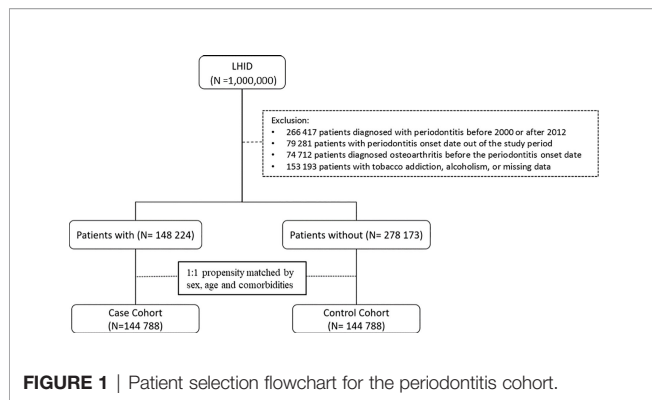 LHID
(N =1,000,000)
Exclusion:
• 266 417 patients diagnosed with periodontitis before 2000 or after 2012
• 79 281 patients with periodontitis onset date out of the study period
• 74 712 patients diagnosed osteoarthritis before the periodontitis onset date
• 153 193 patients with tobacco addiction, alcoholism, or missing data
Patients with (N= 148 224)
Patients without (N= 278 173)
1:1 propensity matched by
sex, age and comorbidities
Case Cohort
(N=144 788)
Control Cohort
(N= 144 788)
FIGURE 1 | Patient selection flowchart for the periodontitis cohort.